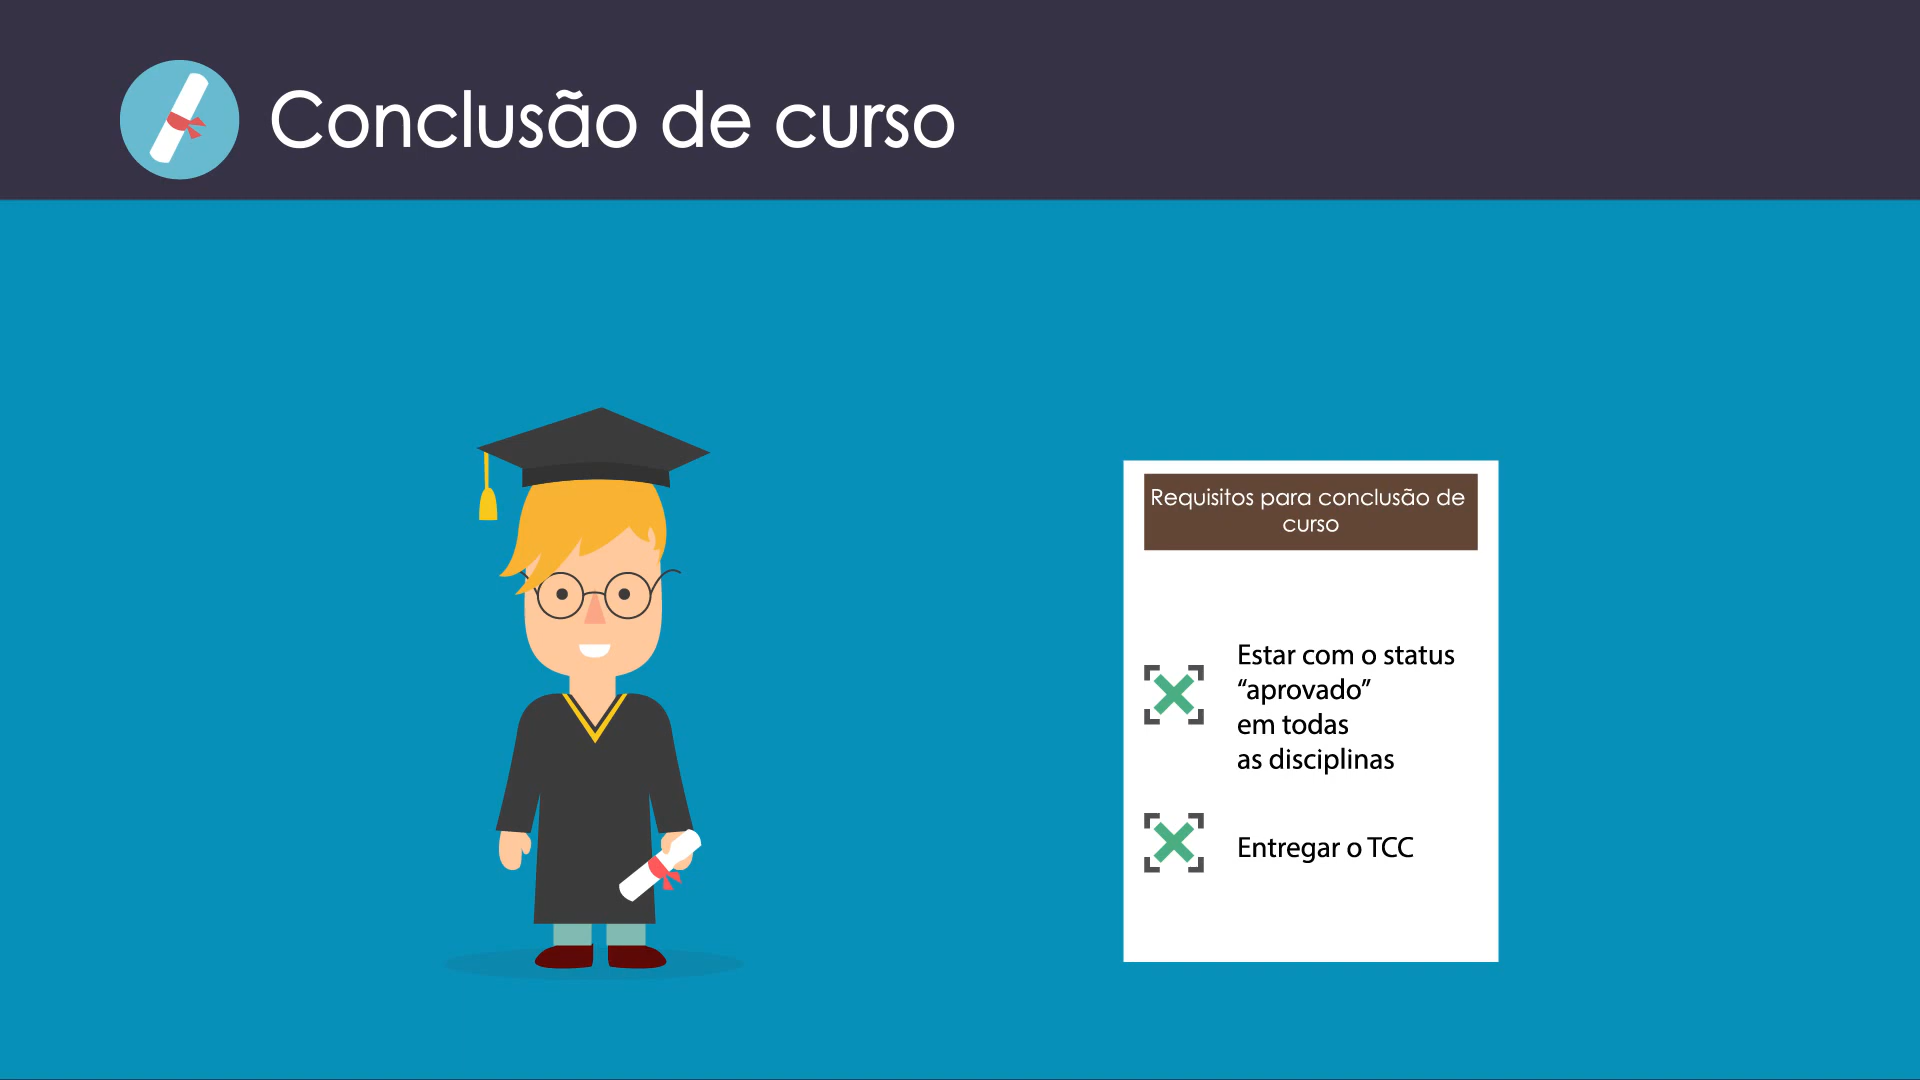 Conclusão de curso
Requisitos para conclusão de
curso
Estar com o status
“aprovado”
em todas
as disciplinas
Entregar o TCC